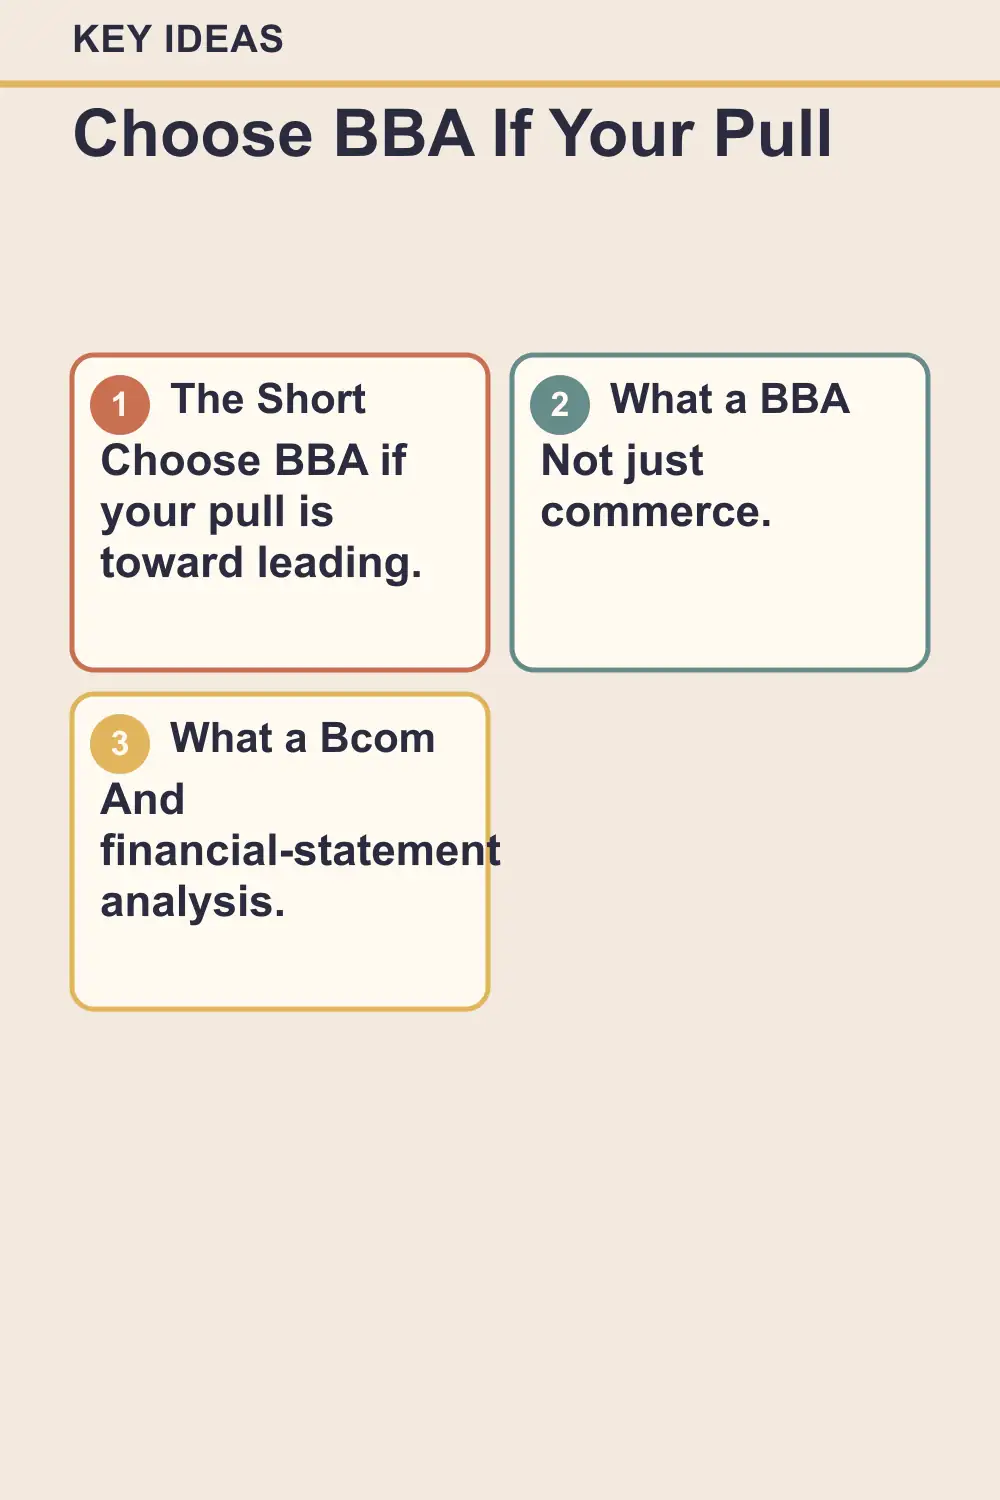 KEY IDEAS
Choose BBA If Your Pull
1 The Short
Choose BBA if
your pull is
toward leading.
2 What a BBA
Not just
commerce.
3 What a Bcom
And
financial-statement
analysis.